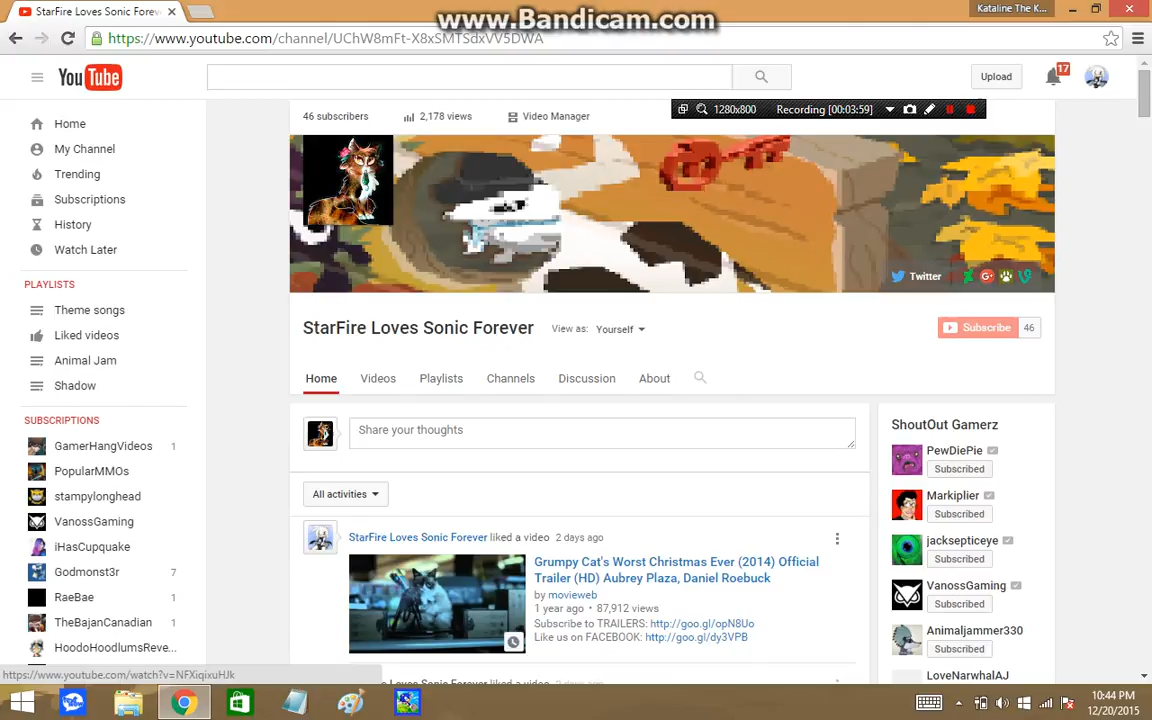 www.Bandicam.com
StarFire Loves Sonic Forev
Kataline The K...
https://www.youtube.com/channel/UChW8mFt-X8xSMTSdxVV5DWA
YouTube
Upload
17
46 subscribers
2,178 views
Video Manager
1280x800
Recording [00:03:59]
Home
My Channel
Trending
Subscriptions
History
Watch Later
PLAYLISTS
Theme songs
Liked videos
Animal Jam
Shadow
SUBSCRIPTIONS
GamerHangVideos 1
PopularMMOs
stampylonghead
VanossGaming
iHasCupquake
Godmonst3r 7
RaeBae 1
TheBajanCanadian 1
HoodoHoodlumsReve...
Twitter
StarFire Loves Sonic Forever
View as: Yourself
Subscribe 46
Home Videos Playlists Channels Discussion About
Share your thoughts
All activities
StarFire Loves Sonic Forever liked a video 2 days ago
Grumpy Cat's Worst Christmas Ever (2014) Official
Trailer (HD) Aubrey Plaza, Daniel Roebuck
by movieweb
1 year ago • 87,912 views
Subscribe to TRAILERS: http://goo.gl/opN8Uo
Like us on FACEBOOK: http://goo.gl/dy3VPB
ShoutOut Gamerz
PewDiePie
Subscribed
Markiplier
Subscribed
jacksepticeye
Subscribed
VanossGaming
Subscribed
Animaljammer330
Subscribed
LoveNarwhalAJ
https://www.youtube.com/watch?v=NFXiqixuHJk
Loves Sonic Forever liked a video
10:44 PM
12/20/2015